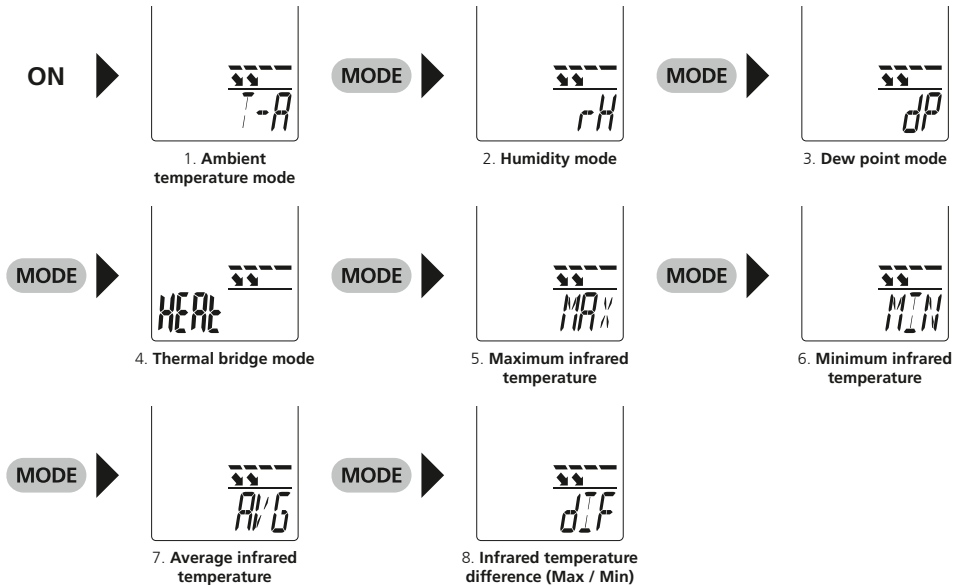 ON
T-A
MODE
rH
MODE
dP
1. Ambient
temperature mode
2. Humidity mode
3. Dew point mode
MODE
HEAt
MODE
MAX
MODE
MIN
4. Thermal bridge mode
5. Maximum infrared
temperature
6. Minimum infrared
temperature
MODE
AVG
MODE
dIF
7. Average infrared
temperature
8. Infrared temperature
difference (Max / Min)